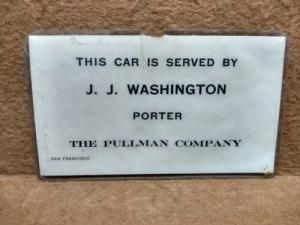 THIS CAR IS SERVED BY
J. J. WASHINGTON
PORTER
THE PULLMAN COMPANY
SAN FRANCISCO